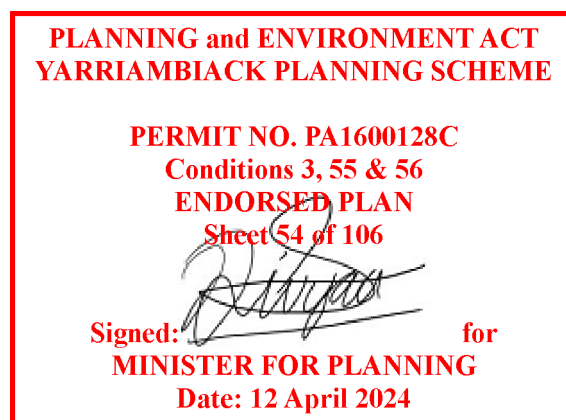 PLANNING and ENVIRONMENT ACT
YARRIAMBIACK PLANNING SCHEME
PERMIT NO. PA1600128C
Conditions 3, 55 & 56
ENDORSED PLAN
Sheet 54 of 106
Signed: for
MINISTER FOR PLANNING
Date: 12 April 2024